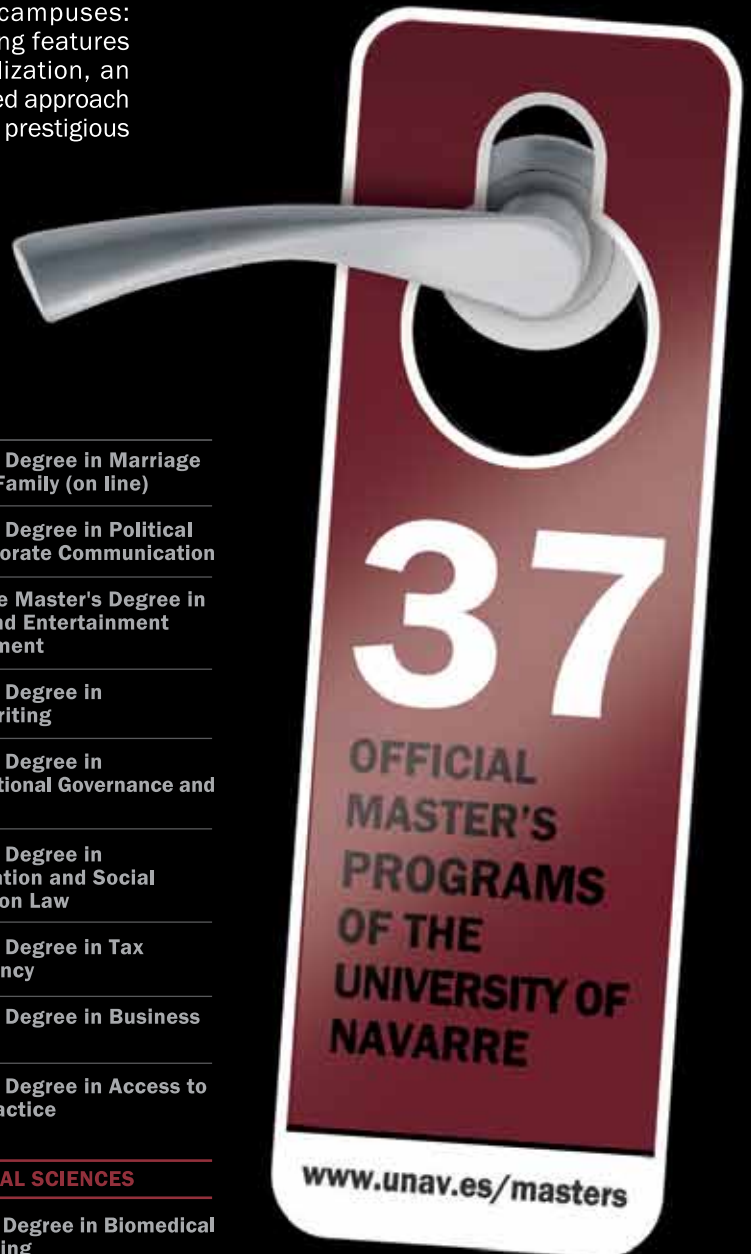 campuses:
ng features
lization, an
ed approach
prestigious
Degree in Marriage
Family (on line)
Degree in Political
orate Communication
e Master's Degree in
nd Entertainment
ment
Degree in
riting
Degree in
tional Governance and
Degree in
ation and Social
on Law
Degree in Tax
ncy
Degree in Business
Degree in Access to
actice
AL SCIENCES
Degree in Biomedical
ing
37
OFFICIAL
MASTER'S
PROGRAMS
OF THE
UNIVERSITY OF
NAVARRE
www.unav.es/masters